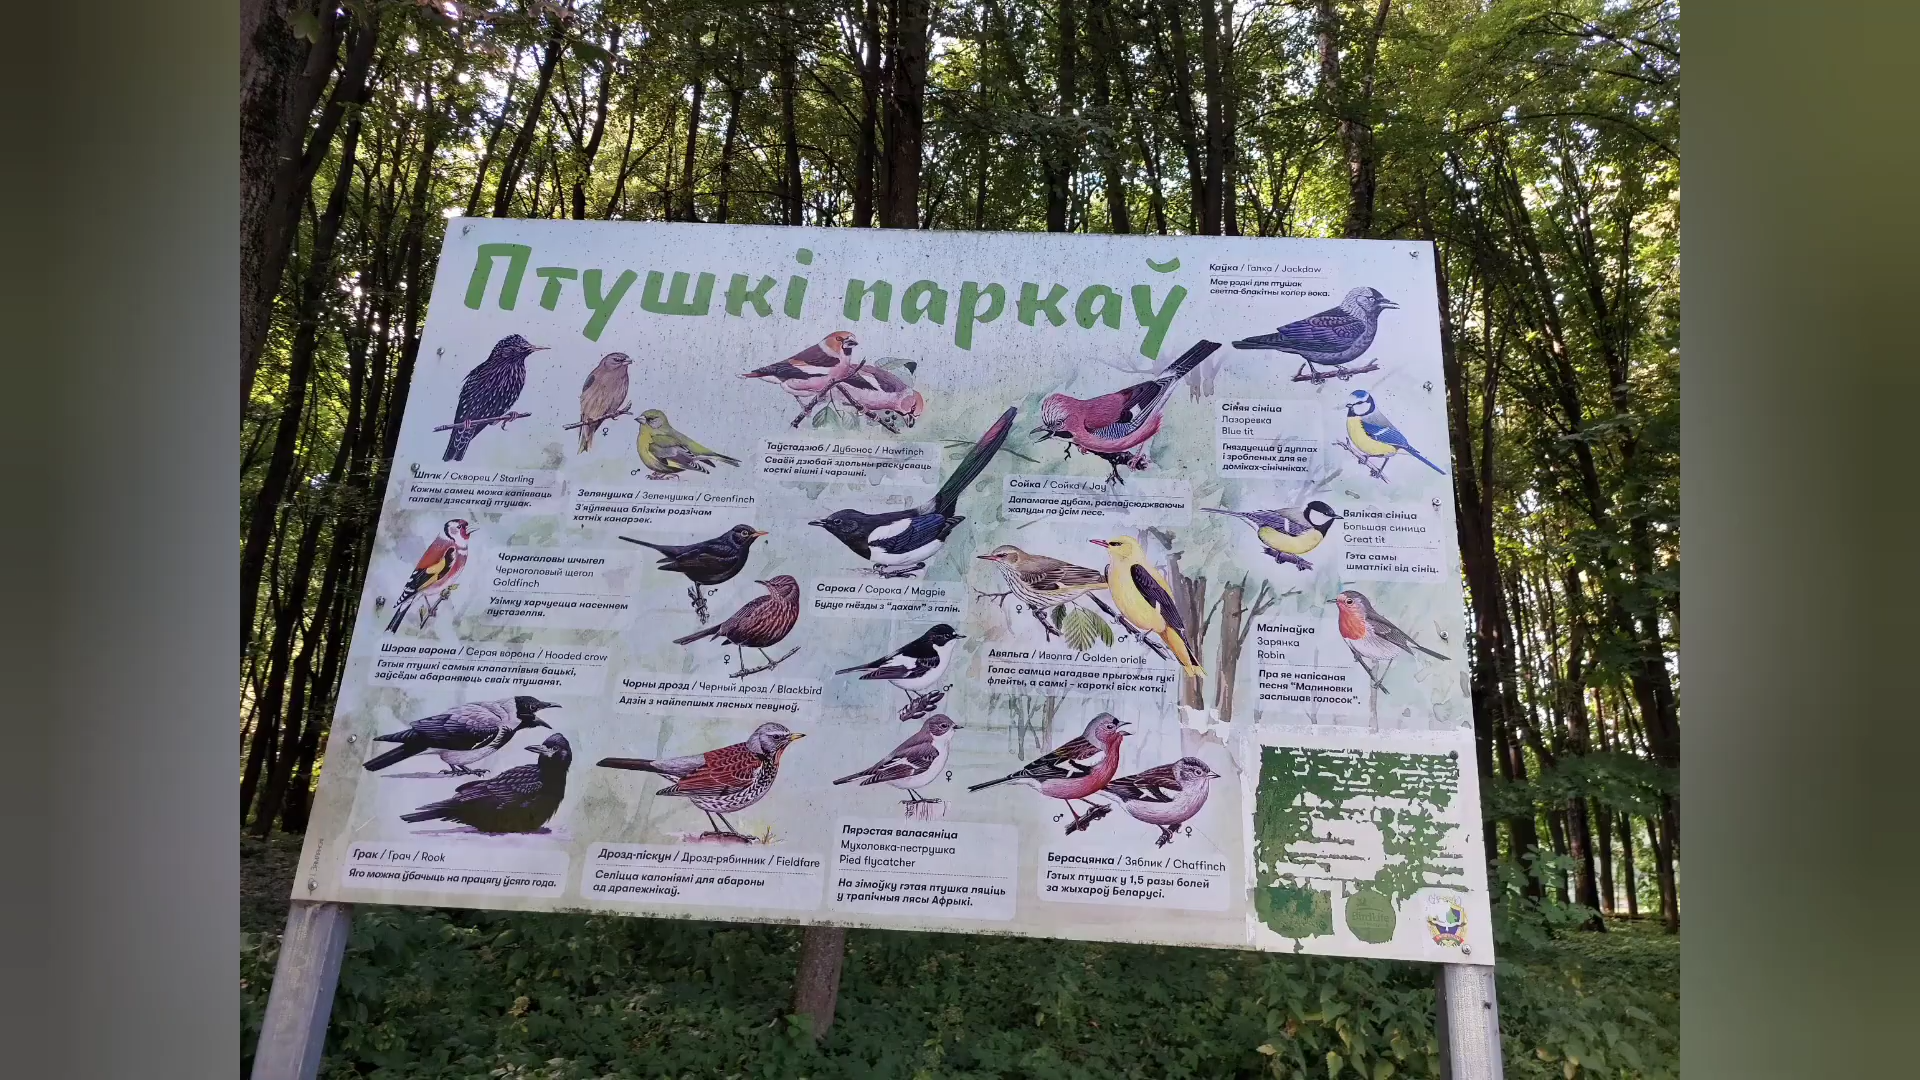 Птушкі паркаў
Каўка / Галка / Jackdaw
Мае рэдкі для птушак
светла-блакітны колер вока.
Шпак / Скворец / Starling
Кожны самец можа капіяваць
галасы дзясяткаў птушак.
Зелянушка / Зеленушка / Greenfinch
З'яўляецца блізкім родзічам
хатніх канарэек.
Таўстадзюб / Дубонос / Hawfinch
Сваёй дзюбай здольны раскусваць
косткі вішні і чарэшні.
Сойка / Сойка / Jay
Дапамагае дубам, распаўсюджваючы
жалуды па ўсім лесе.
Сіняя сініца
Лазоревка
Blue tit
Гняздуецца ў дуплах
і зробленых для яе
доміках-сінічніках.
Вялікая сініца
Большая синица
Great tit
Гэта самы
шматлікі від сініц.
Чорнагаловы шчыгел
Черноголовый щегол
Goldfinch
Узімку харчуецца насеннем
пустазелля.
Сарока / Сорока / Magpie
Будуе гнёзды з "дахам" з галін.
Малінаўка
Зарянка
Robin
Пра яе напісаная
песня "Малиновки
заслышав голосок".
Шэрая варона / Серая ворона / Hooded crow
Гэтыя птушкі самыя клапатлівыя бацькі,
заўсёды абараняюць сваіх птушанят.
Чорны дрозд / Черный дрозд / Blackbird
Адзін з найлепшых лясных певуноў.
Авяльга / Иволга / Golden oriole
Голас самца нагадвае прыгожыя гукі
флейты, а самкі – кароткі віск коткі.
Грак / Грач / Rook
Яго можна ўбачыць на працягу ўсяго года.
Дрозд-піскун / Дрозд-рябинник / Fieldfare
Селіцца калоніямі для абароны
ад драпежнікаў.
Пярэстая валасяніца
Мухоловка-пеструшка
Pied flycatcher
На зімоўку гэтая птушка ляціць
у трапічныя лясы Афрыкі.
Берасцянка / Зяблик / Chaffinch
Гэтых птушак у 1,5 разы болей
за жыхароў Беларусі.
BirdLife